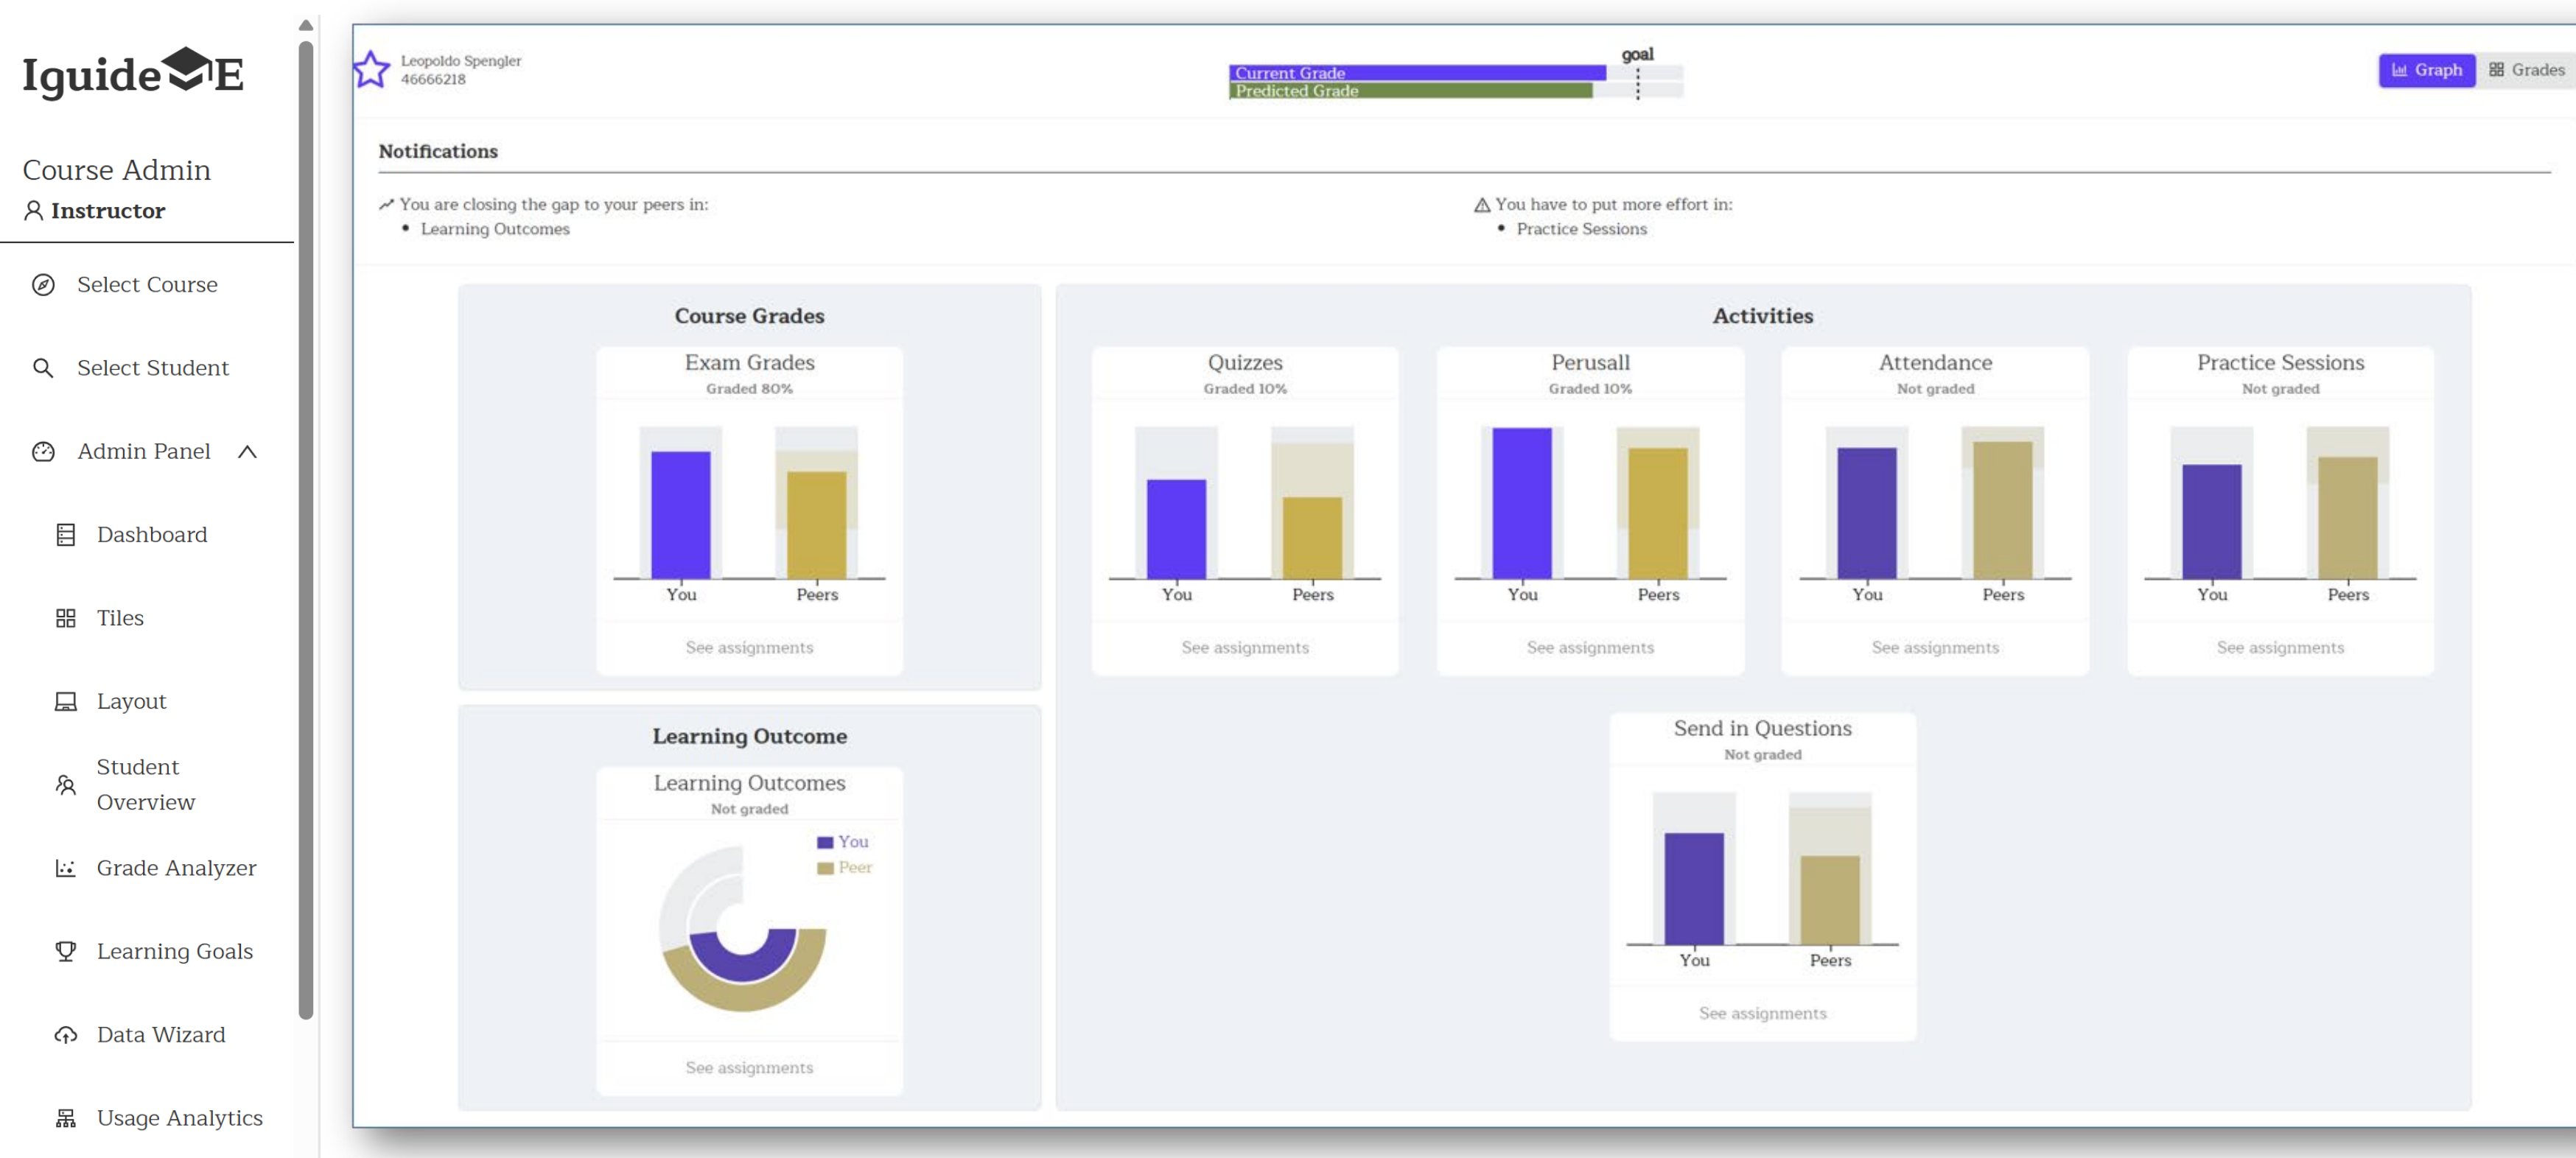 IguideME
Course Admin
Instructor
Select Course
Select Student
Admin Panel
Dashboard
Tiles
Layout
Student
Overview
Grade Analyzer
Learning Goals
Data Wizard
Usage Analytics
Leopoldo Spengler
46666218
goal
Current Grade
Predicted Grade
Graph
Grades
Notifications
You are closing the gap to your peers in:
• Learning Outcomes
You have to put more effort in:
• Practice Sessions
Course Grades
Exam Grades
Graded 80%
You Peers
See assignments
Learning Outcome
Learning Outcomes
Not graded
You
Peer
See assignments
Activities
Quizzes
Graded 10%
You Peers
See assignments
Perusall
Graded 10%
You Peers
See assignments
Attendance
Not graded
You Peers
See assignments
Practice Sessions
Not graded
You Peers
See assignments
Send in Questions
Not graded
You Peers
See assignments